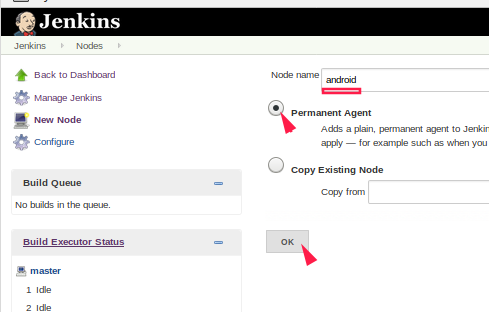 Jenkins
Jenkins Nodes
Back to Dashboard
Manage Jenkins
New Node
Configure
Build Queue
No builds in the queue.
Build Executor Status
master
1 Idle
2 Idle
Node name android
Permanent Agent
Adds a plain, permanent agent to Jenkin
apply — for example such as when you
Copy Existing Node
Copy from
OK